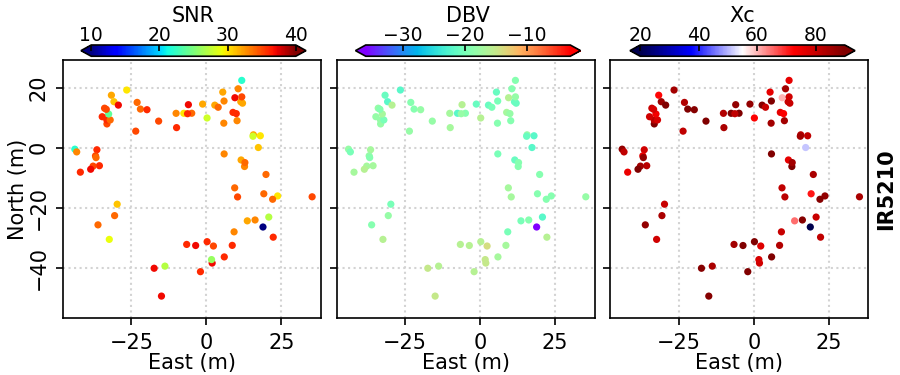 SNR DBV Xc
10 20 30 40 −30 −20 −10 20 40 60 80
20
0
−20
−40
North (m)
−25 0 25 −25 0 25 −25 0 25
East (m) East (m) East (m)
IR5210